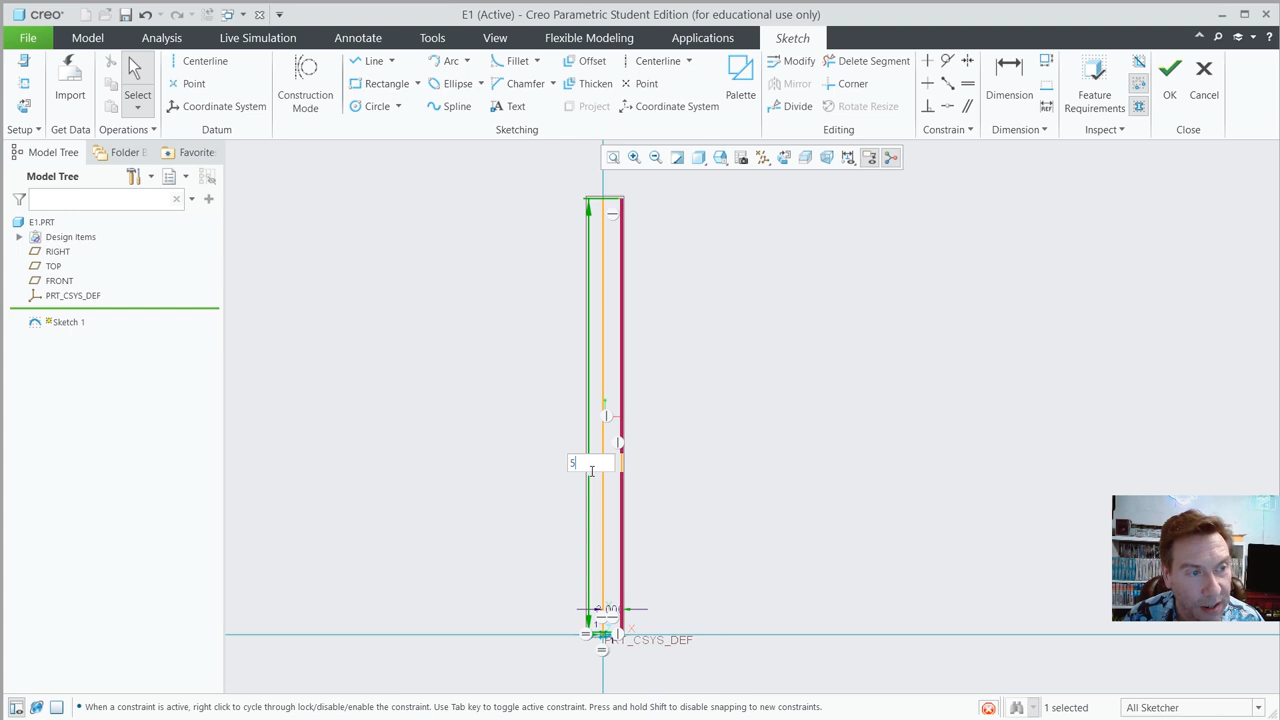 creo
E1 (Active) - Creo Parametric Student Edition (for educational use only)
File Model Analysis Live Simulation Annotate Tools View Flexible Modeling Applications Sketch
Import
Select
Centerline
Point
Coordinate System
Construction
Mode
Line Arc Fillet Offset Centerline
Rectangle Ellipse Chamfer Thicken Point
Circle Spline Text Project Coordinate System
Palette
Modify Delete Segment
Mirror Corner
Divide Rotate Resize
Dimension
Feature
Requirements
OK Cancel
Setup Get Data Operations Datum Sketching Editing Constrain Dimension Inspect Close
Model Tree Folder B Favorite
Model Tree
E1.PRT
Design Items
RIGHT
TOP
FRONT
PRT_CSYS_DEF
Sketch 1
5
X
PRT_CSYS_DEF
• When a constraint is active, right click to cycle through lock/disable/enable the constraint. Use Tab key to toggle active constraint. Press and hold Shift to disable snapping to new constraints.
1 selected
All Sketcher